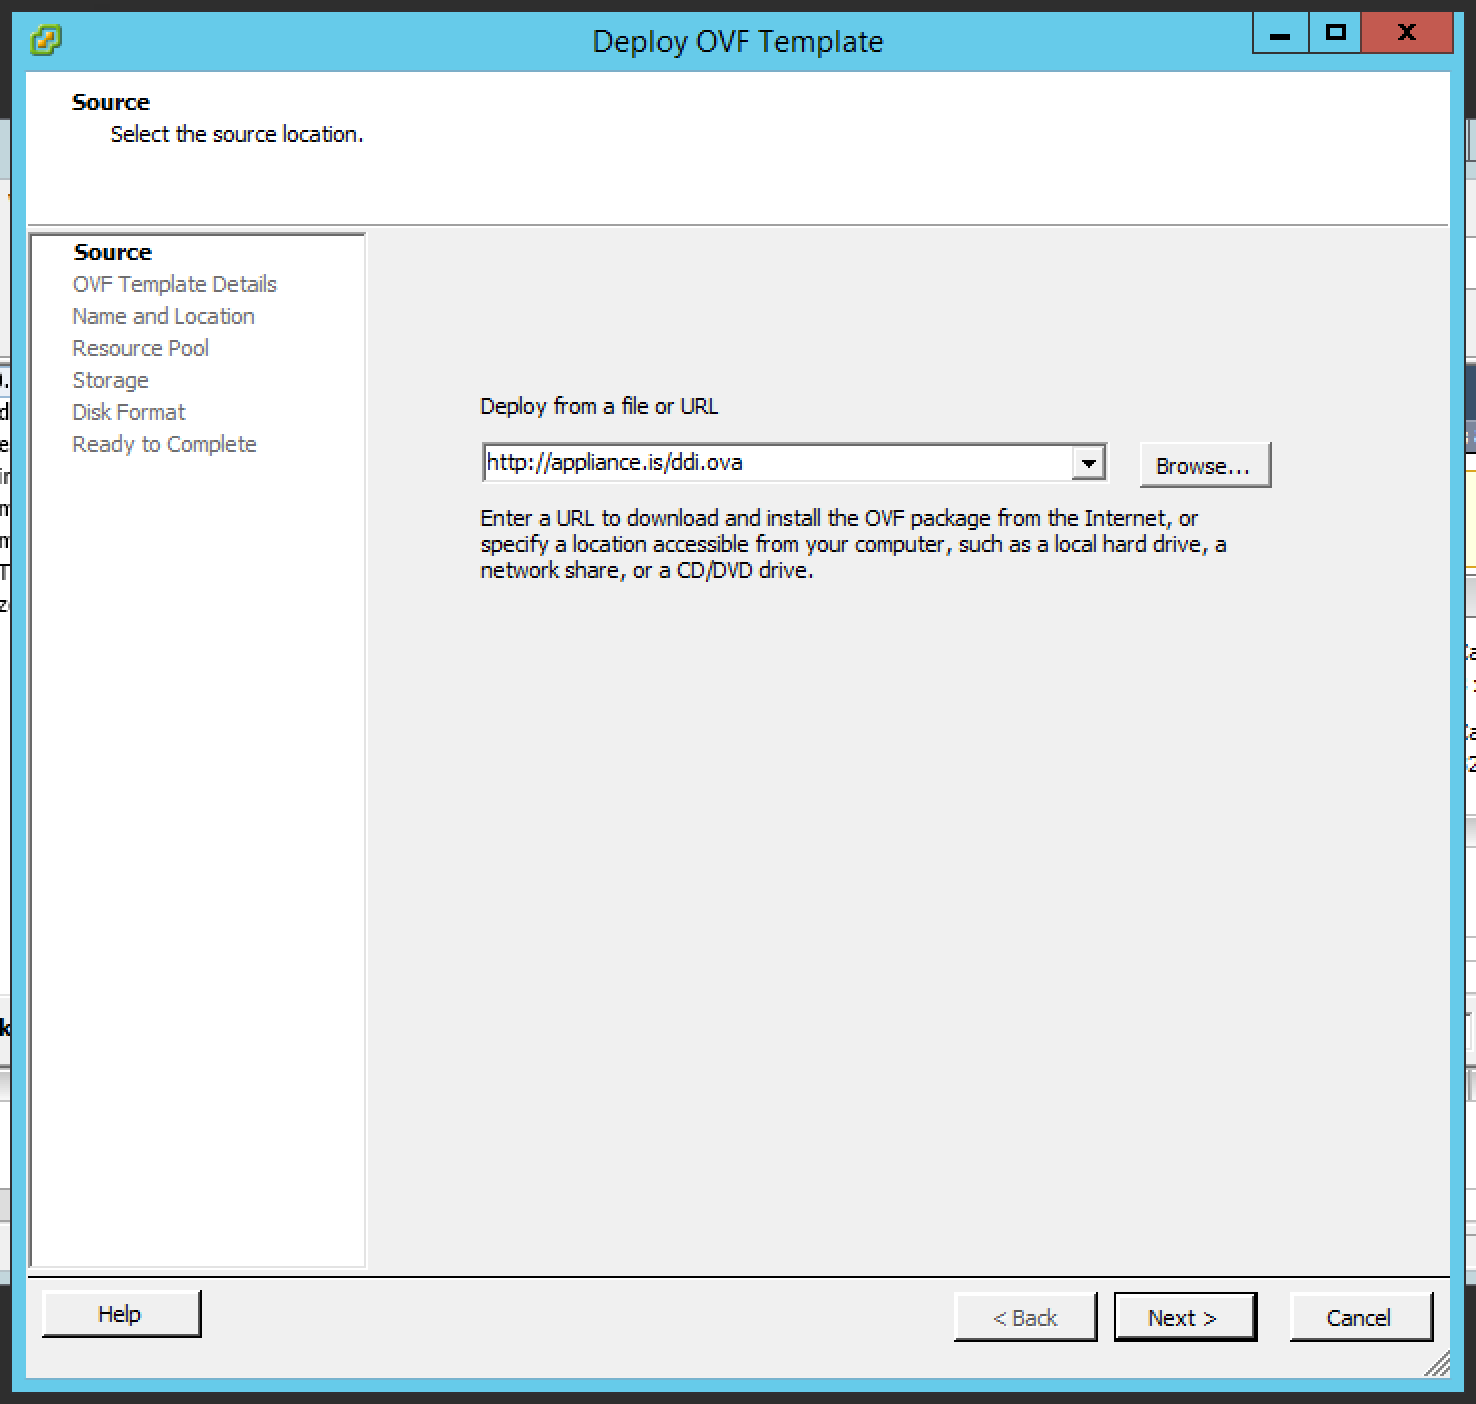 Deploy OVF Template
Source
Select the source location.
Source
OVF Template Details
Name and Location
Resource Pool
Storage
Disk Format
Ready to Complete
Deploy from a file or URL
http://appliance.is/ddi.ova
Browse...
Enter a URL to download and install the OVF package from the Internet, or
specify a location accessible from your computer, such as a local hard drive, a
network share, or a CD/DVD drive.
Help
< Back
Next >
Cancel